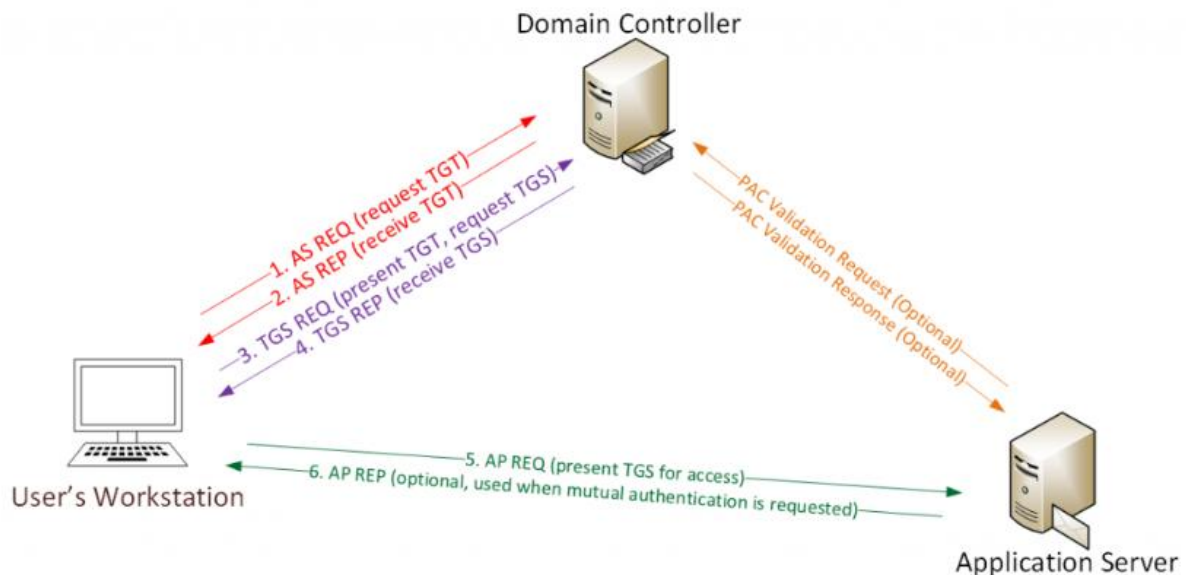 Domain Controller
1. AS REQ (request TGT)
2. AS REP (receive TGT)
3. TGS REQ (present TGT, request TGS)
4. TGS REP (receive TGS)
PAC Validation Request (Optional)
PAC Validation Response (Optional)
5. AP REQ (present TGS for access)
6. AP REP (optional, used when mutual authentication is requested)
User's Workstation
Application Server